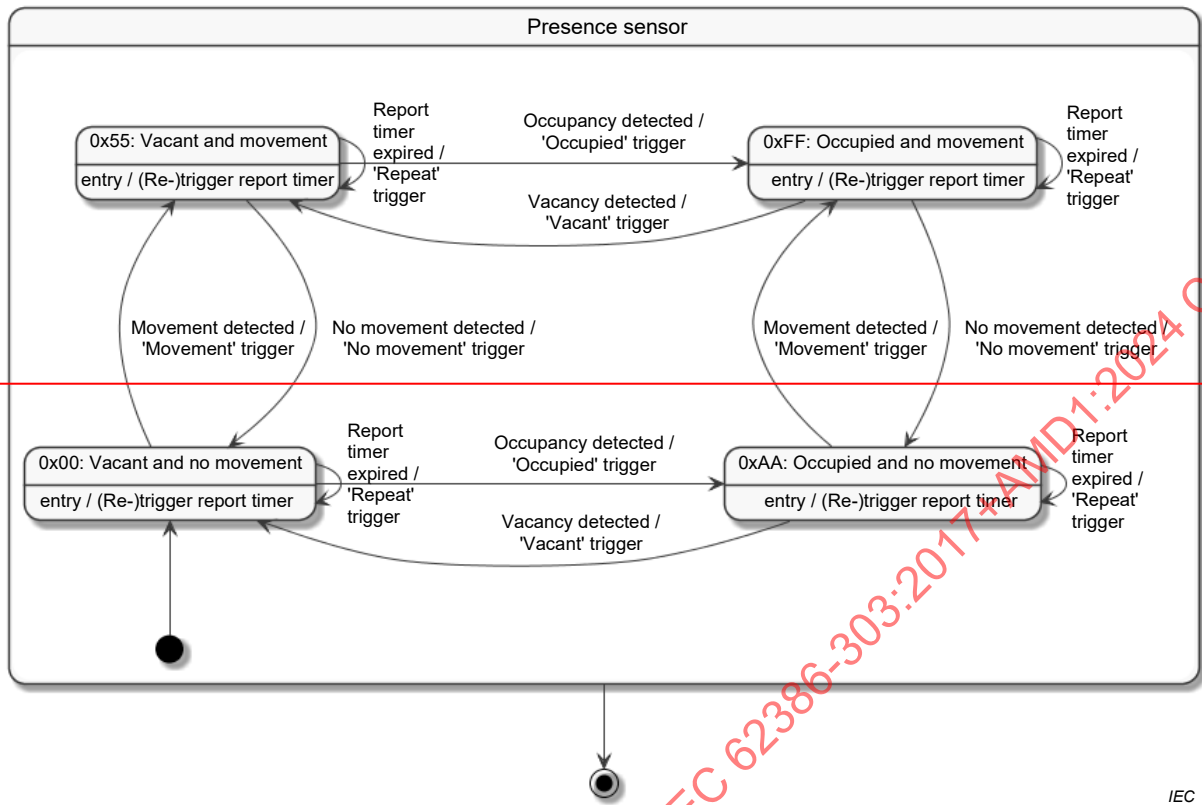 Presence sensor
0x55: Vacant and movement
entry / (Re-)trigger report timer
Report
timer
expired /
'Repeat'
trigger
Occupancy detected /
'Occupied' trigger
Vacancy detected /
'Vacant' trigger
0xFF: Occupied and movement
entry / (Re-)trigger report timer
Report
timer
expired /
'Repeat'
trigger
Movement detected /
'Movement' trigger
No movement detected /
'No movement' trigger
Movement detected /
'Movement' trigger
No movement detected /
'No movement' trigger
0x00: Vacant and no movement
entry / (Re-)trigger report timer
Report
timer
expired /
'Repeat'
trigger
Occupancy detected /
'Occupied' trigger
Vacancy detected /
'Vacant' trigger
0xAA: Occupied and no movement
entry / (Re-)trigger report timer
Report
timer
expired /
'Repeat'
trigger
62386-303:2017+AMD1:2024
IEC